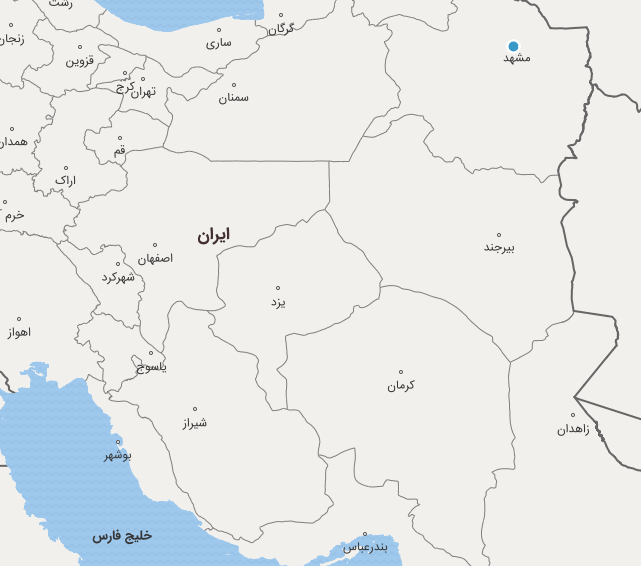 رشت
گرگان
ساری
زنجان
مشهد
قزوین
کرج
تهران
سمنان
همدان
قم
اراک
خرم
ایران
بیرجند
اصفهان
شهرکرد
یزد
اهواز
یاسوج
کرمان
شیراز
زاهدان
بوشهر
خلیج فارس
بندرعباس